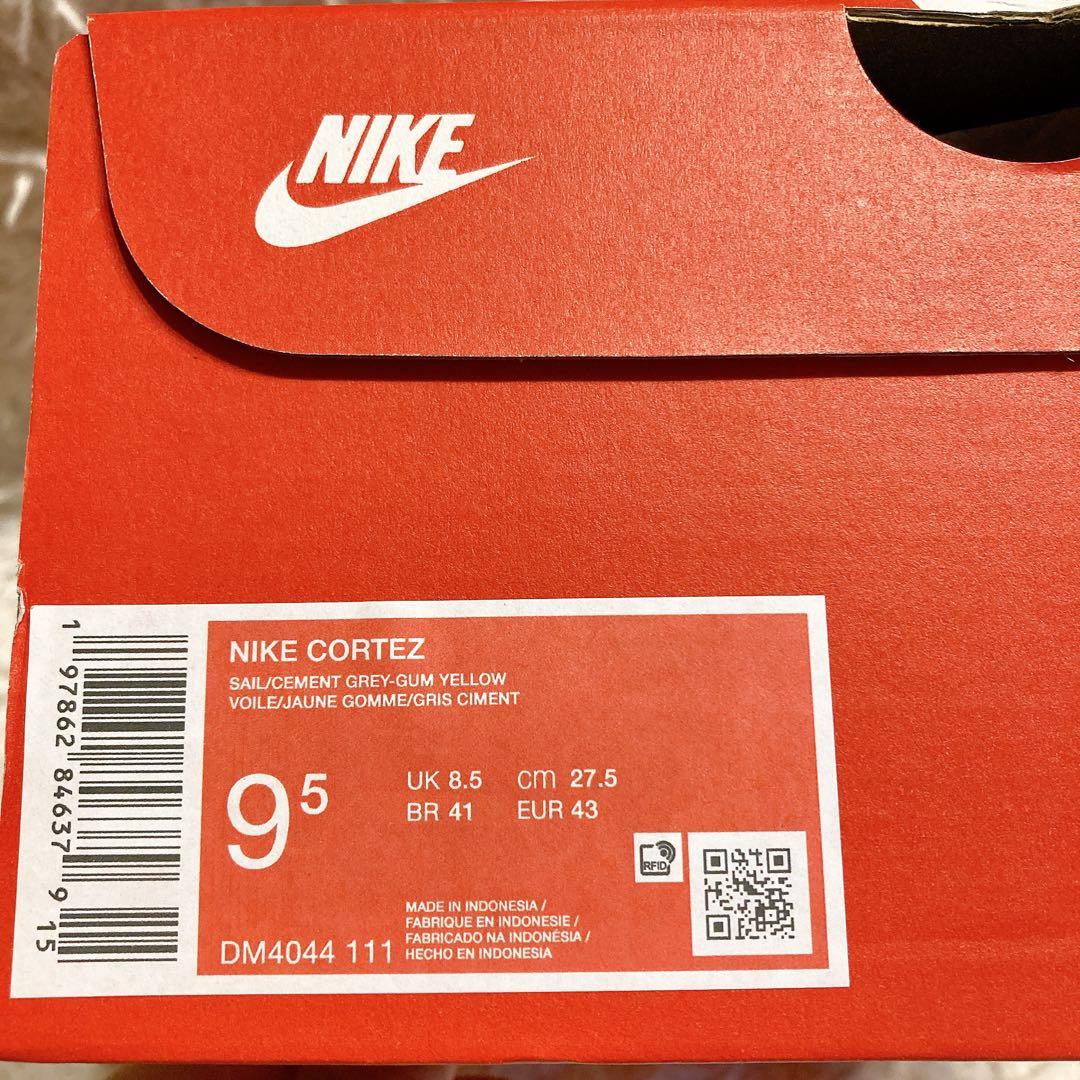 NIKE
NIKE CORTEZ
SAIL/CEMENT GREY-GUM YELLOW
VOILE/JAUNE GOMME/GRIS CIMENT
9⁵
UK 8.5 cm 27.5
BR 41 EUR 43
RFID
MADE IN INDONESIA /
FABRIQUE EN INDONESIE /
FABRICADO NA INDONÉSIA /
HECHO EN INDONESIA
DM4044 111
1 97862 84637 9 15